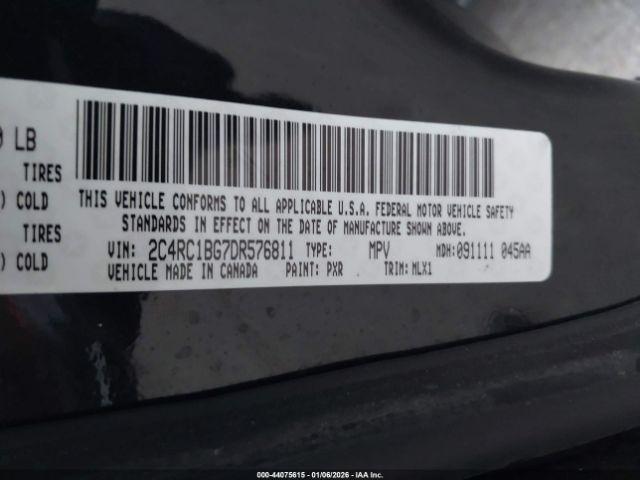 0 LB
TIRES
) COLD
TIRES
) COLD
THIS VEHICLE CONFORMS TO ALL APPLICABLE U.S.A. FEDERAL MOTOR VEHICLE SAFETY
STANDARDS IN EFFECT ON THE DATE OF MANUFACTURE SHOWN ABOVE.
VIN: 2C4RC1BG7DR576811 TYPE: MPV MDH:091111 045AA
VEHICLE MADE IN CANADA PAINT: PXR TRIM: MLX1
000-44075615 - 01/06/2026 - IAA Inc.